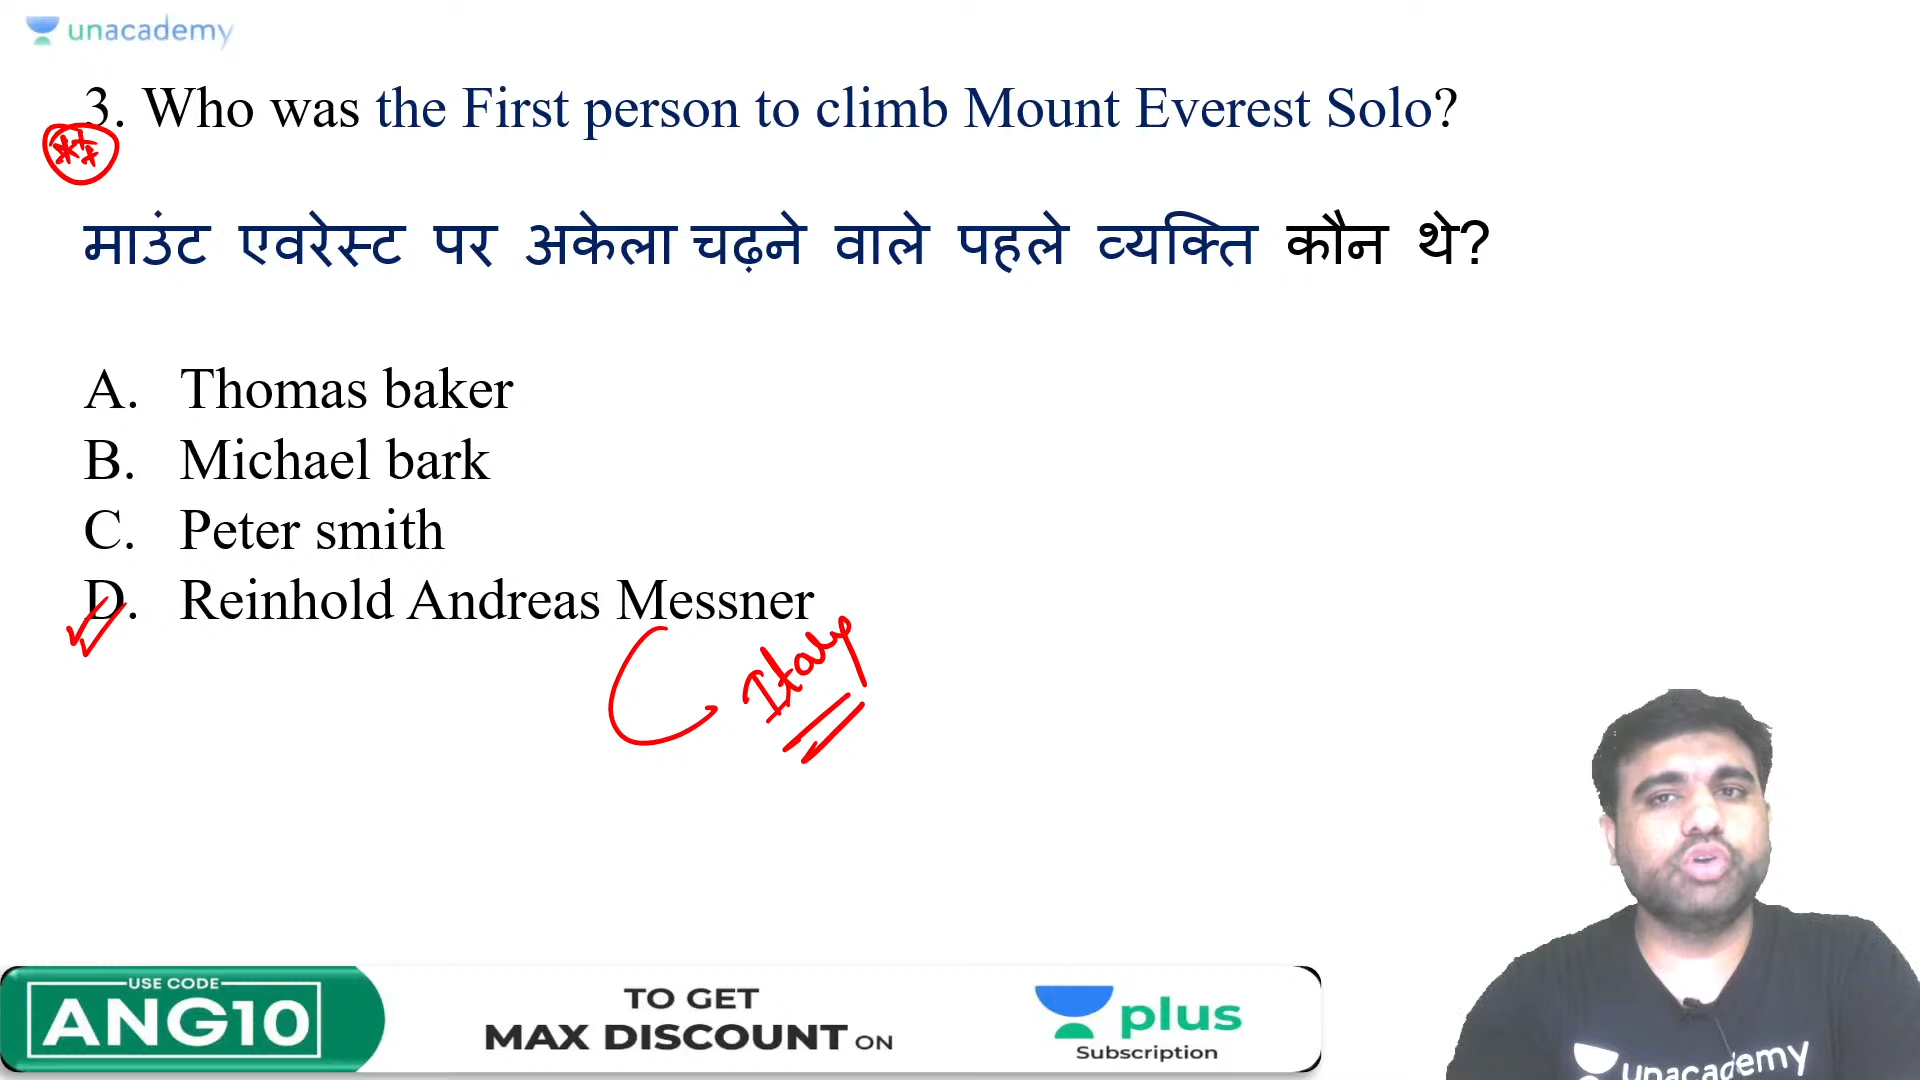 unacademy
3. Who was the First person to climb Mount Everest Solo?
माउंट एवरेस्ट पर अकेला चढ़ने वाले पहले व्यक्ति कौन थे?
A. Thomas baker
B. Michael bark
C. Peter smith
D. Reinhold Andreas Messner
Italy
USE CODE
ANG10
TO GET
MAX DISCOUNT ON
plus
Subscription
unacademy